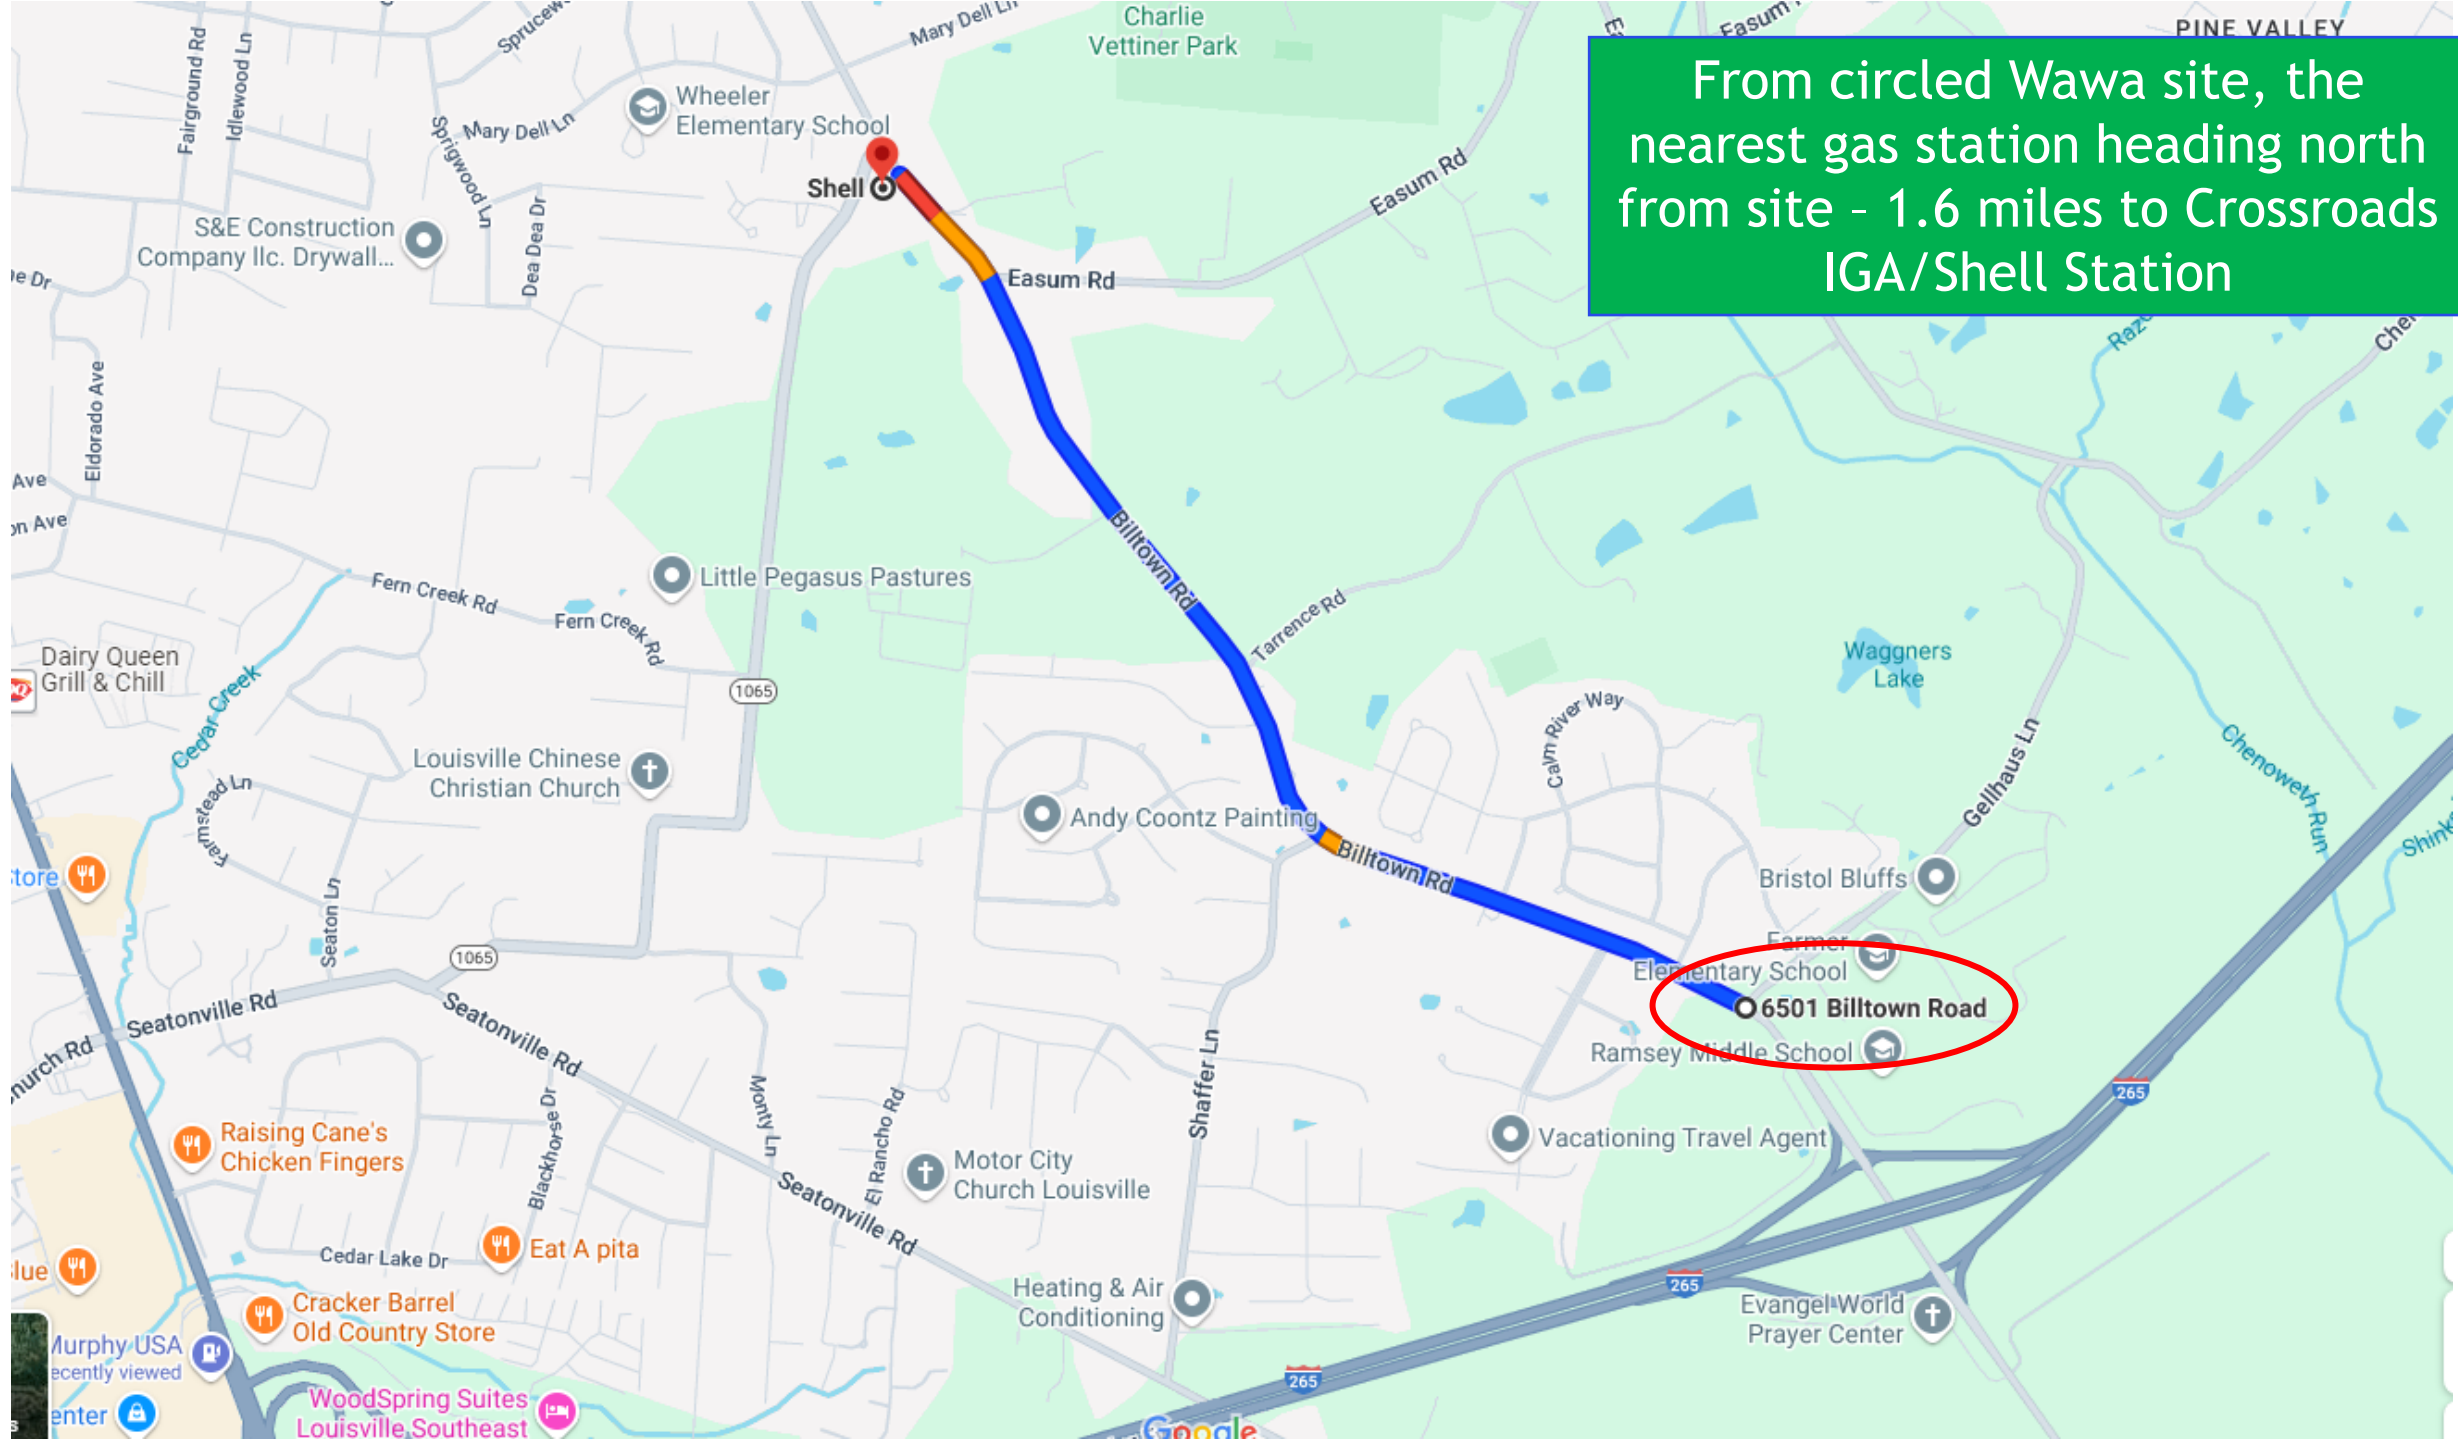 Charlie
Vettiner Park
PINE VALLEY
From circled Wawa site, the
nearest gas station heading north
from site – 1.6 miles to Crossroads
IGA/Shell Station
Mary Dell Ln
Easum
Fairground Rd
Idlewood Ln
Wheeler
Elementary School
Mary Dell Ln
Sprigwood Ln
Shell
Easum Rd
S&E Construction
Company llc. Drywall...
Dea Dea Dr
Easum Rd
Eldorado Ave
Ave
Billtown Rd
Little Pegasus Pastures
Fern Creek Rd
Fern Creek Rd
Tarrence Rd
Dairy Queen
Grill & Chill
Cedar Creek
1065
Waggners
Lake
Calm River Way
Gellhaus Ln
Chenoweth Run
Louisville Chinese
Christian Church
Farmstead Ln
Andy Coontz Painting
Billtown Rd
Bristol Bluffs
Seaton Ln
1065
Farmer
Elementary School
6501 Billtown Road
Ramsey Middle School
Seatonville Rd
Seatonville Rd
Shaffer Ln
265
Monty Ln
El Rancho Rd
Blackhorse Dr
Raising Cane's
Chicken Fingers
Vacationing Travel Agent
Motor City
Church Louisville
Seatonville Rd
Eat A pita
Cedar Lake Dr
Heating & Air
Conditioning
265
Evangel World
Prayer Center
Cracker Barrel
Old Country Store
Murphy USA
recently viewed
265
WoodSpring Suites
Louisville Southeast
Google